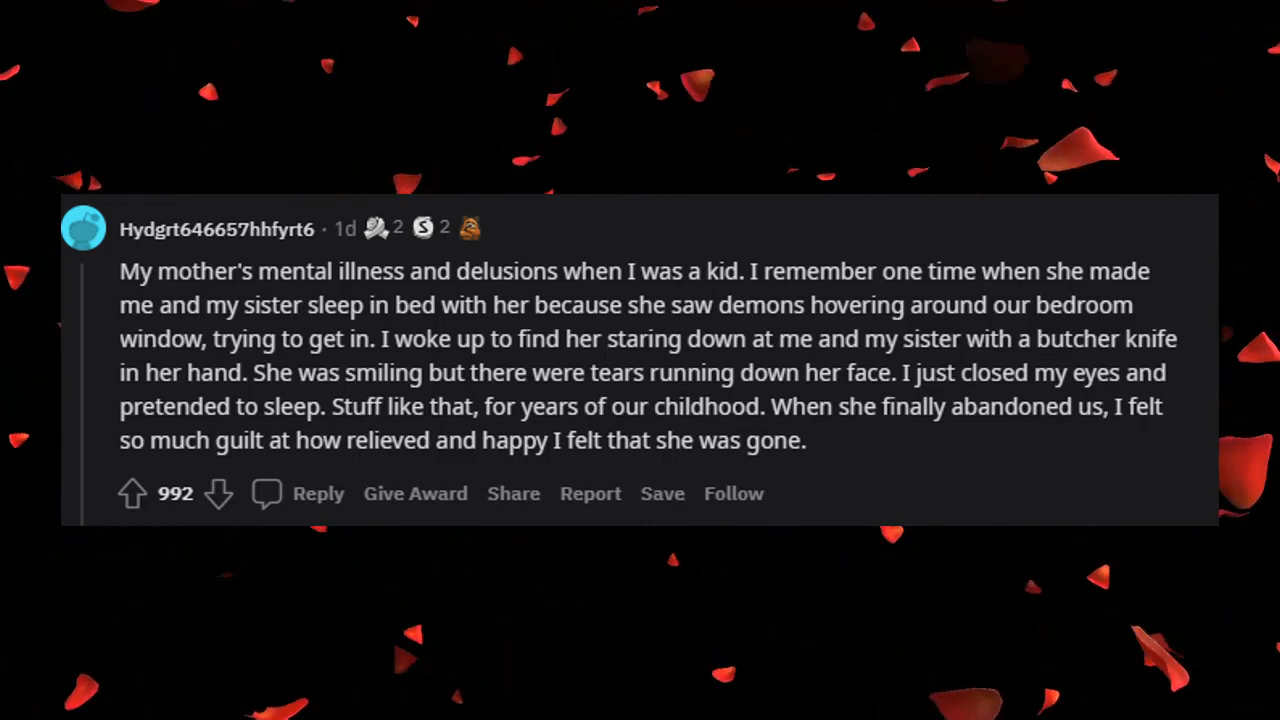 Hydgrt646657hhfyrt6 · 1d 2 2
My mother's mental illness and delusions when I was a kid. I remember one time when she made
me and my sister sleep in bed with her because she saw demons hovering around our bedroom
window, trying to get in. I woke up to find her staring down at me and my sister with a butcher knife
in her hand. She was smiling but there were tears running down her face. I just closed my eyes and
pretended to sleep. Stuff like that, for years of our childhood. When she finally abandoned us, I felt
so much guilt at how relieved and happy I felt that she was gone.
992 Reply Give Award Share Report Save Follow